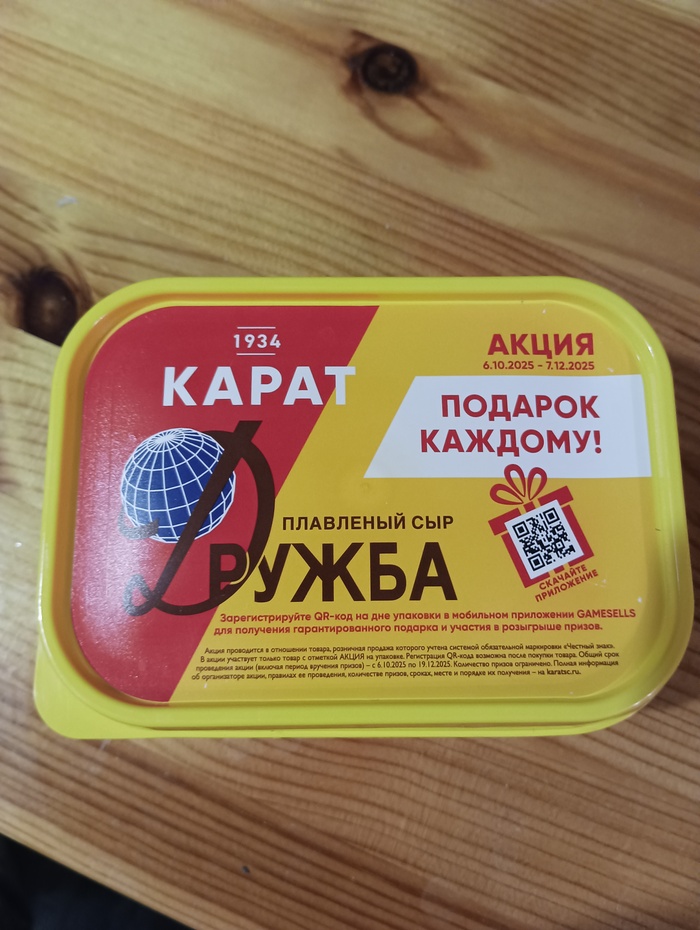 1934
КАРАТ
АКЦИЯ
6.10.2025 - 7.12.2025
ПОДАРОК
КАЖДОМУ!
ПЛАВЛЕНЫЙ СЫР
ДРУЖБА
СКАЧАЙТЕ
ПРИЛОЖЕНИЕ
Зарегистрируйте QR-код на дне упаковки в мобильном приложении GAMESELLS
для получения гарантированного подарка и участия в розыгрыше призов.
Акция проводится в отношении товара, розничная продажа которого учтена системой обязательной маркировки «Честный знак».
В акции участвует только товар с отметкой АКЦИЯ на упаковке. Регистрация QR-кода возможна после покупки товара. Общий срок
проведения акции (включая период вручения призов) – с 6.10.2025 по 19.12.2025. Количество призов ограничено. Полная информация
об организаторе акции, правилах ее проведения, количестве призов, сроках, месте и порядке их получения – на karatsc.ru.